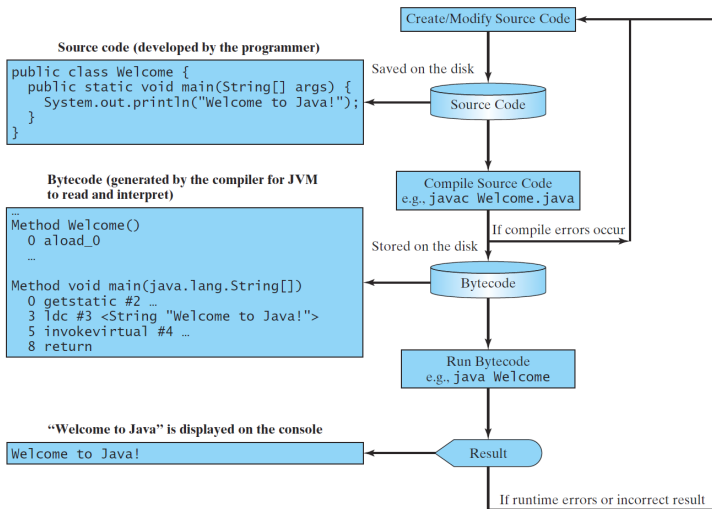 Create/Modify Source Code
Source code (developed by the programmer)
Saved on the disk
public class Welcome {
  public static void main(String[] args) {
    System.out.println("Welcome to Java!");
  }
}
Source Code
Bytecode (generated by the compiler for JVM
to read and interpret)
Compile Source Code
e.g., javac Welcome.java
If compile errors occur
Stored on the disk
…
Method Welcome()
  0 aload_0
  …
Method void main(java.lang.String[])
  0 getstatic #2 …
  3 ldc #3 <String "Welcome to Java!">
  5 invokevirtual #4 …
  8 return
Bytecode
Run Bytecode
e.g., java Welcome
“Welcome to Java” is displayed on the console
Welcome to Java!
Result
If runtime errors or incorrect result